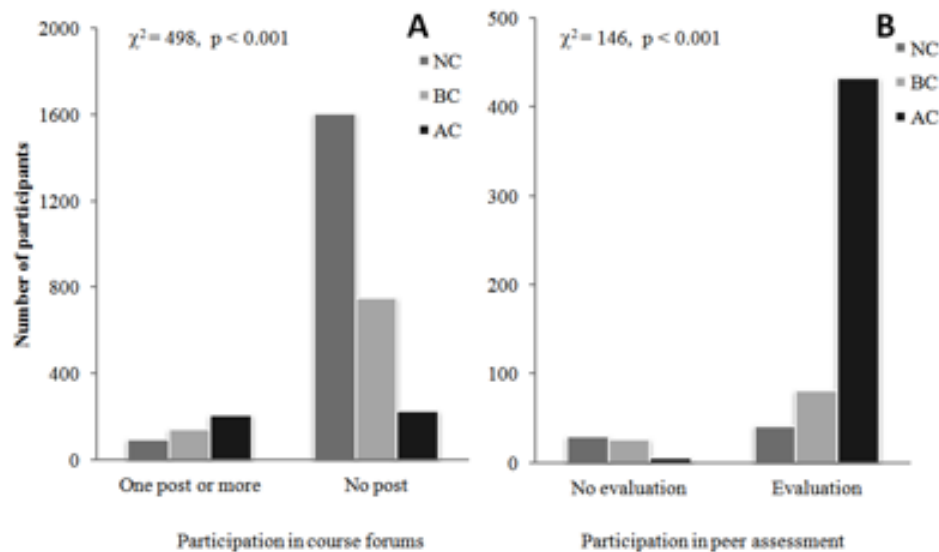 A
χ² = 498, p < 0.001
NC
BC
AC
2000
1600
1200
800
400
0
Number of participants
One post or more
No post
Participation in course forums
B
χ² = 146, p < 0.001
NC
BC
AC
500
400
300
200
100
0
No evaluation
Evaluation
Participation in peer assessment